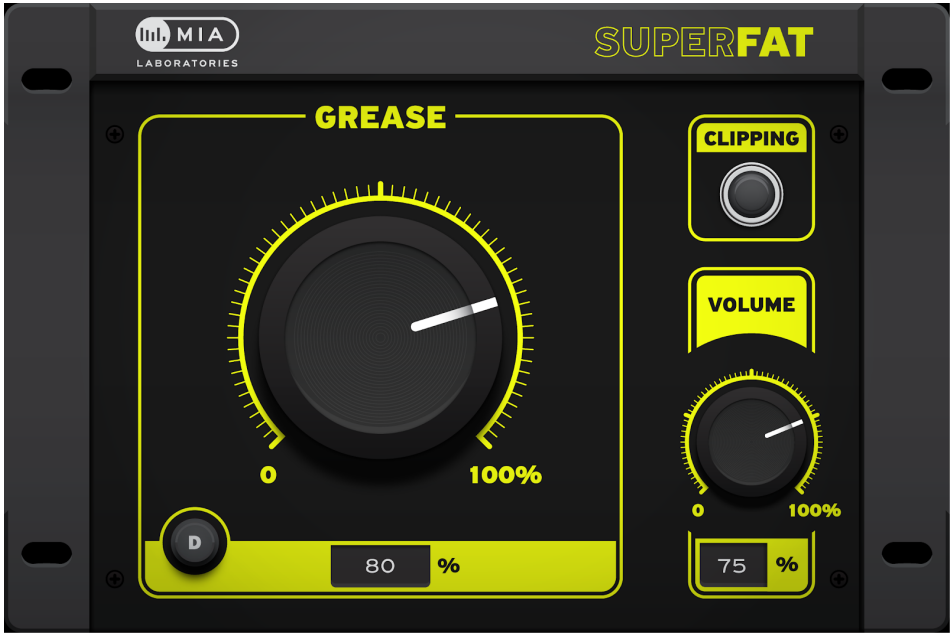 MIA
LABORATORIES
SUPERFAT
GREASE
0
100%
D
80 %
CLIPPING
VOLUME
0
100%
75 %